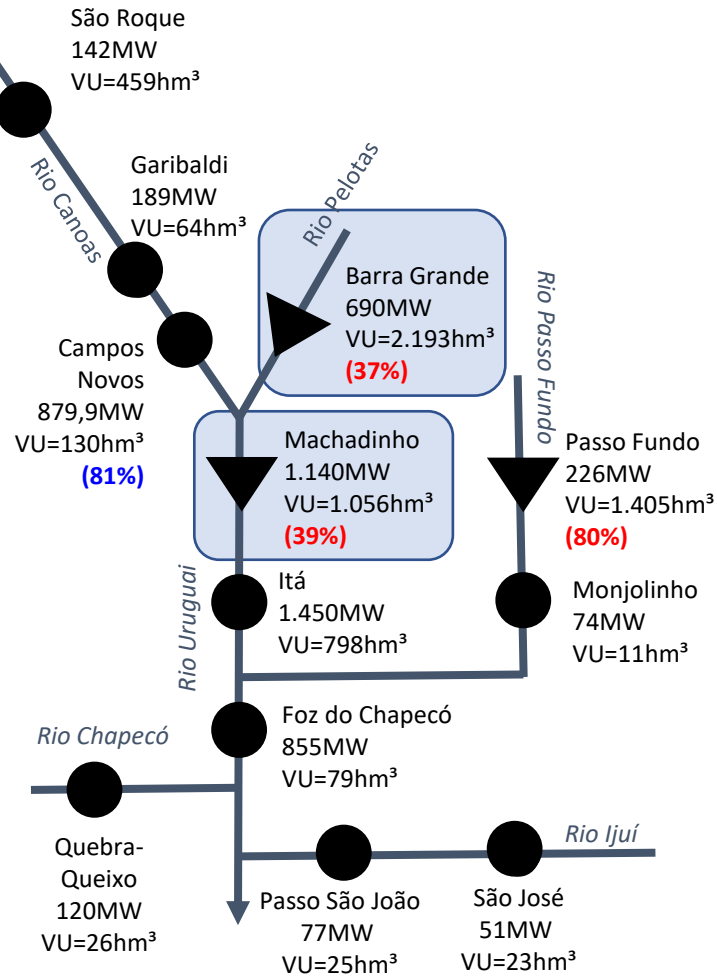 São Roque
142MW
VU=459hm³
Rio Canoas
Garibaldi
189MW
VU=64hm³
Rio Pelotas
Barra Grande
690MW
VU=2.193hm³
(37%)
Rio Passo Fundo
Campos
Novos
879,9MW
VU=130hm³
(81%)
Machadinho
1.140MW
VU=1.056hm³
(39%)
Passo Fundo
226MW
VU=1.405hm³
(80%)
Rio Uruguai
Itá
1.450MW
VU=798hm³
Monjolinho
74MW
VU=11hm³
Foz do Chapecó
855MW
VU=79hm³
Rio Chapecó
Quebra-
Queixo
120MW
VU=26hm³
Rio Ijuí
Passo São João
77MW
VU=25hm³
São José
51MW
VU=23hm³